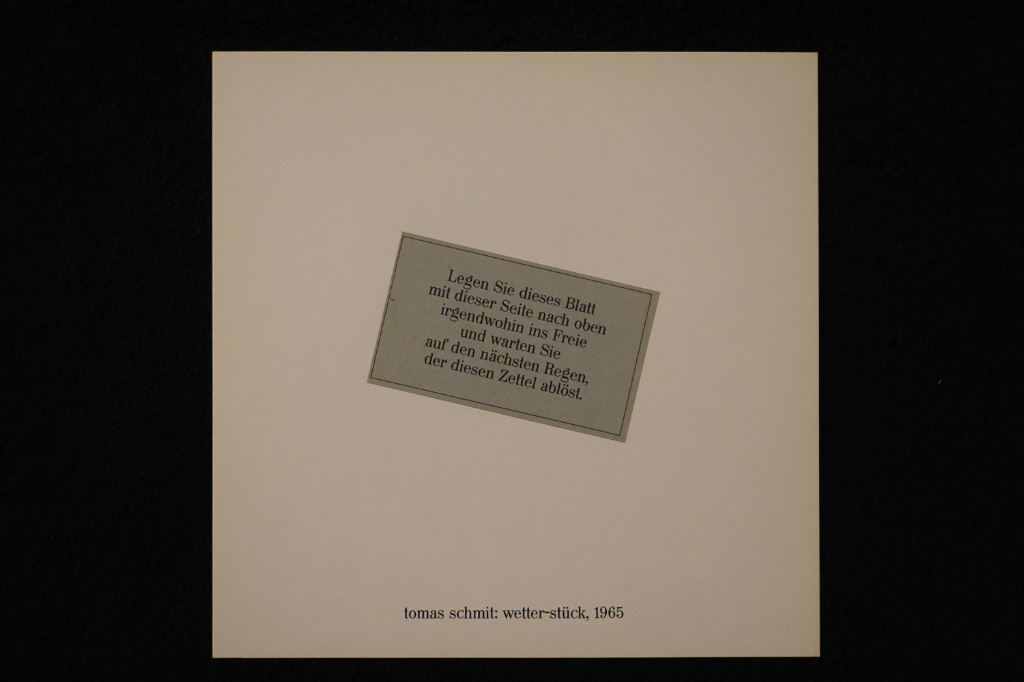 Legen Sie dieses Blatt
mit dieser Seite nach oben
irgendwohin ins Freie
und warten Sie
auf den nächsten Regen,
der diesen Zettel ablöst.
tomas schmit: wetter-stück, 1965